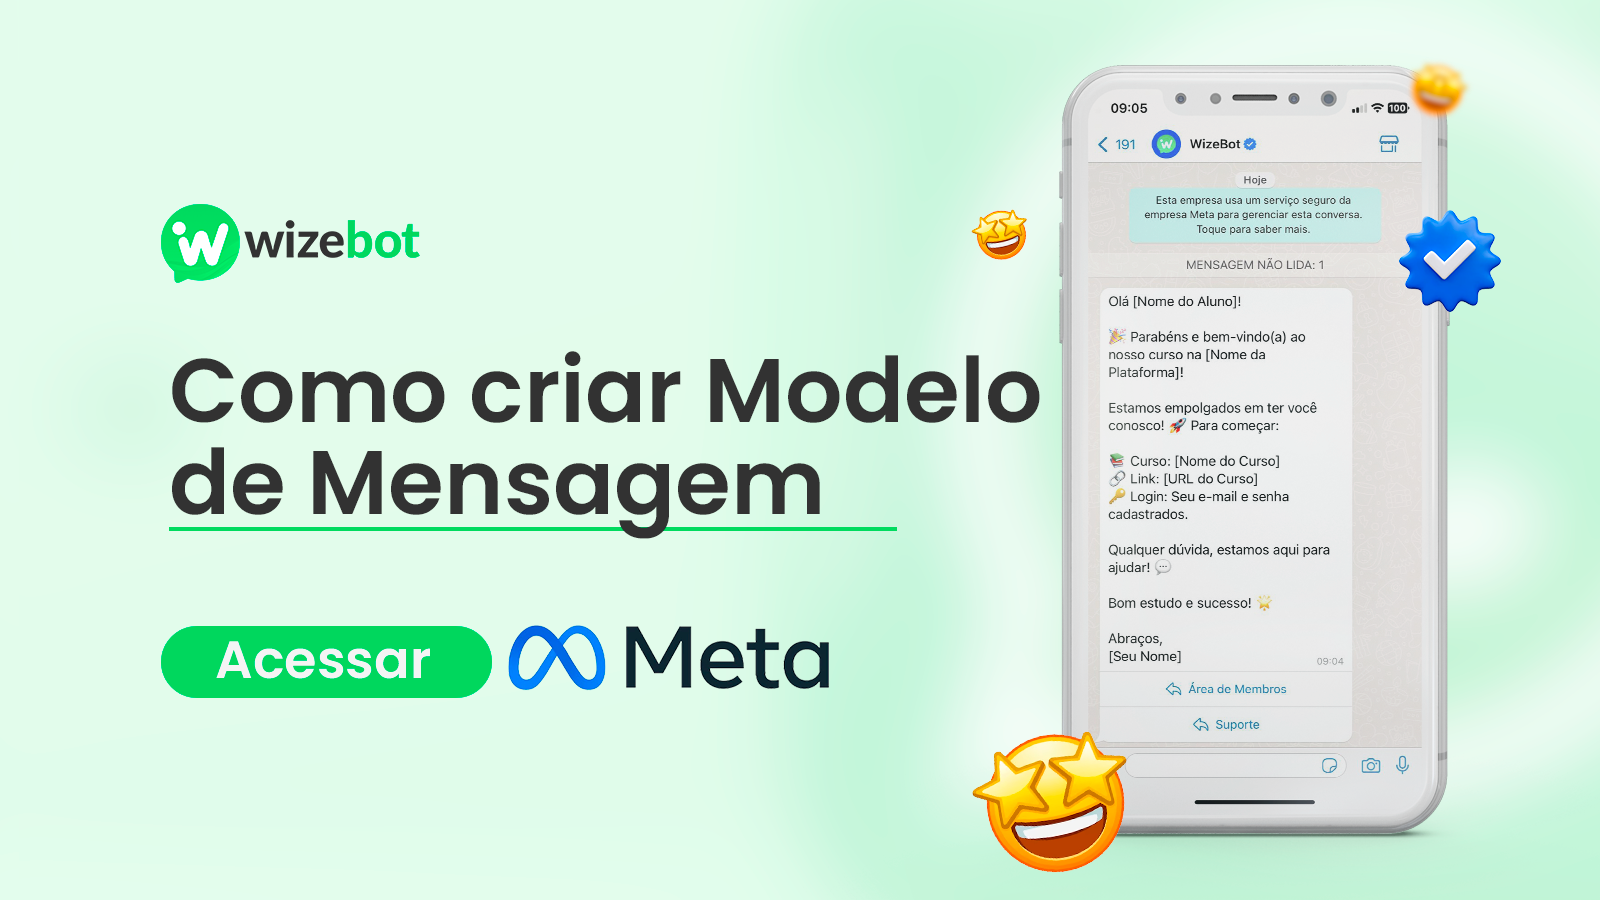 wizebot
Como criar Modelo
de Mensagem
Acessar
Meta
09:05
100
191
WizeBot
Hoje
Esta empresa usa um serviço seguro da
empresa Meta para gerenciar esta conversa.
Toque para saber mais.
MENSAGEM NÃO LIDA: 1
Olá [Nome do Aluno]!
🎉 Parabéns e bem-vindo(a) ao
nosso curso na [Nome da
Plataforma]!
Estamos empolgados em ter você
conosco! 🚀 Para começar:
📚 Curso: [Nome do Curso]
🔗 Link: [URL do Curso]
🔑 Login: Seu e-mail e senha
cadastrados.
Qualquer dúvida, estamos aqui para
ajudar! 💬
Bom estudo e sucesso! 🌟
Abraços,
[Seu Nome]
09:04
Área de Membros
Suporte